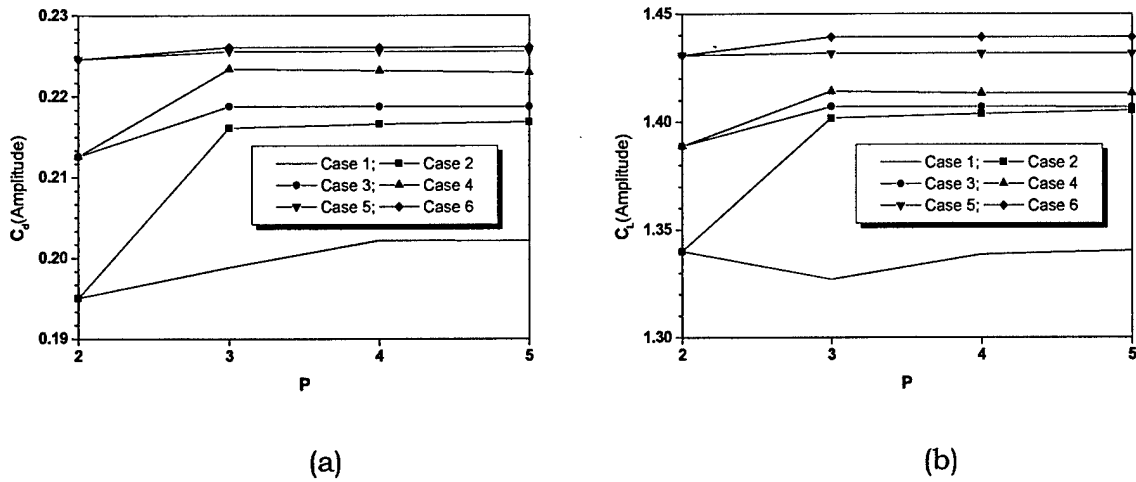 0.23
0.22
0.21
0.20
0.19
C_d(Amplitude)
Case 1; Case 2
Case 3; Case 4
Case 5; Case 6
2 3 4 5
P
(a)
1.45
1.40
1.35
1.30
C_L(Amplitude)
Case 1; Case 2
Case 3; Case 4
Case 5; Case 6
2 3 4 5
P
(b)